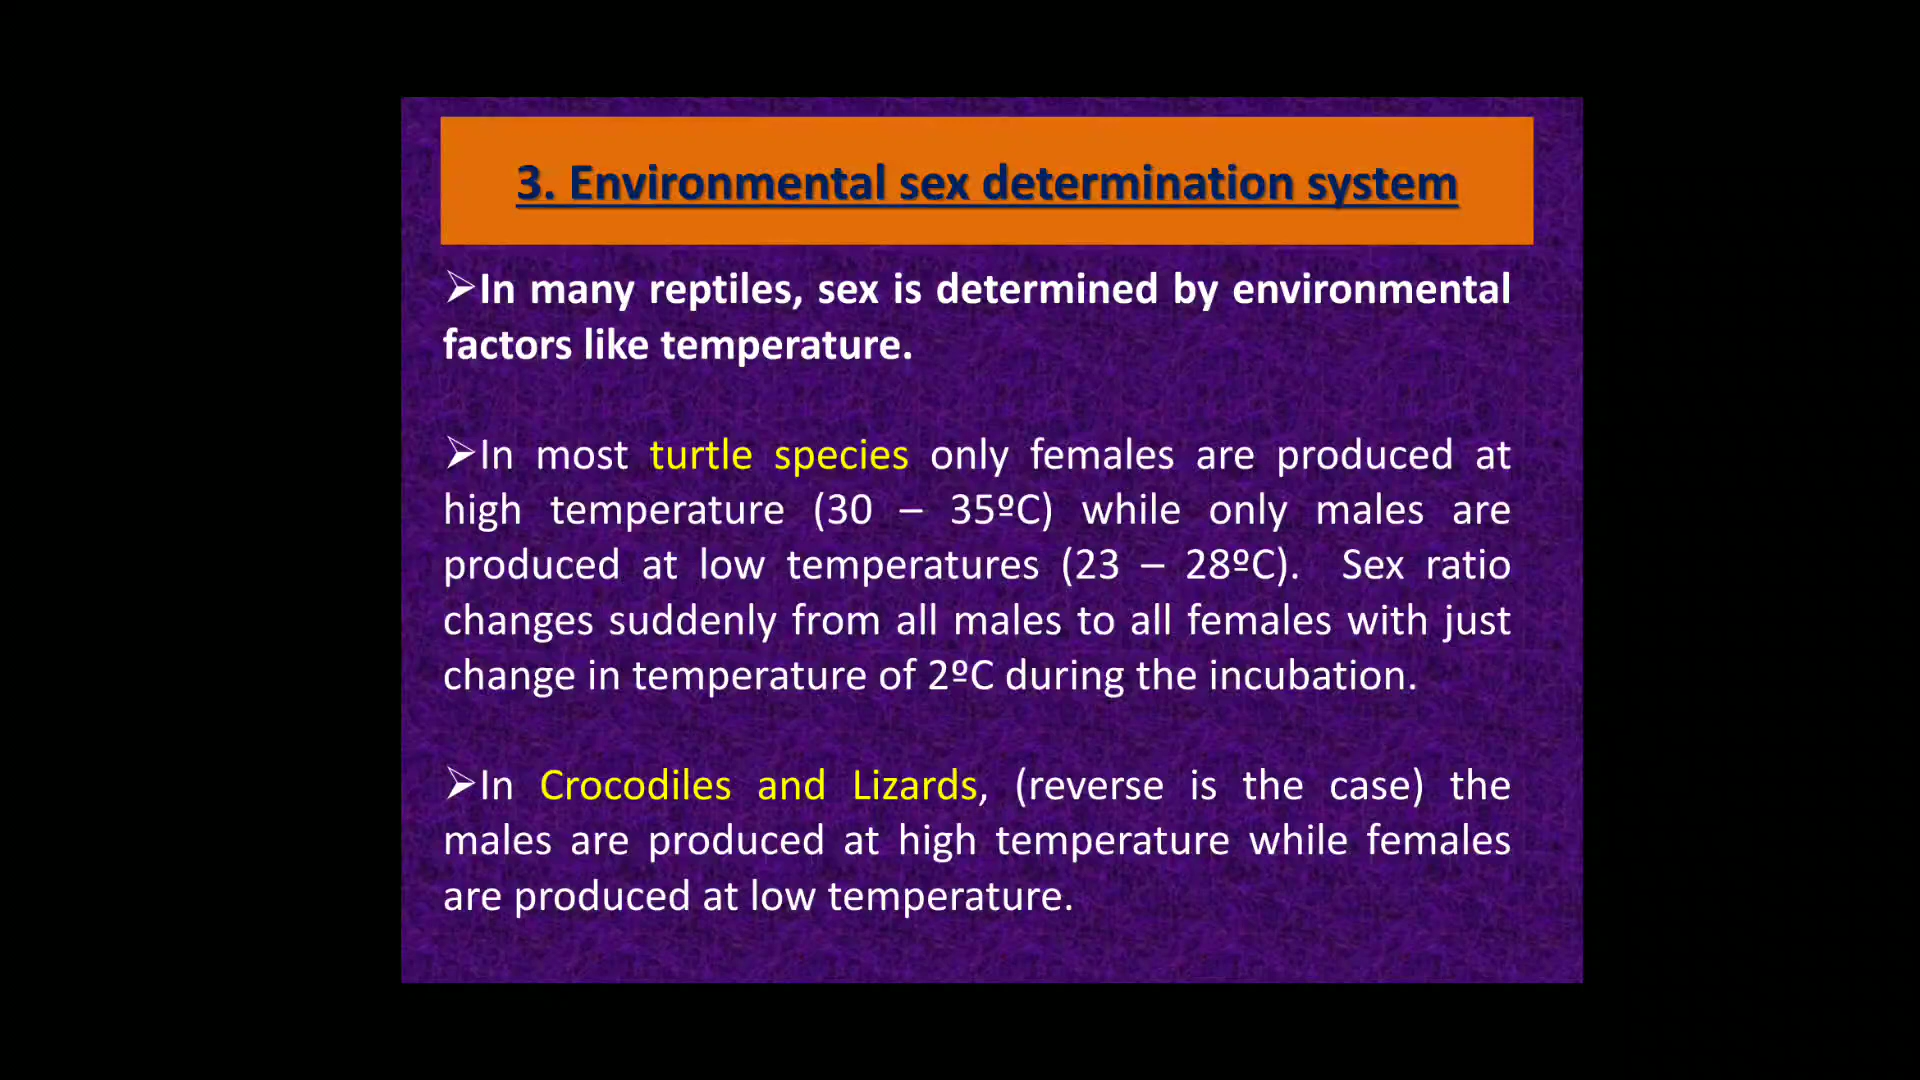 3. Environmental sex determination system
➢In many reptiles, sex is determined by environmental
factors like temperature.
➢In most turtle species only females are produced at
high temperature (30 – 35ºC) while only males are
produced at low temperatures (23 – 28ºC). Sex ratio
changes suddenly from all males to all females with just
change in temperature of 2ºC during the incubation.
➢In Crocodiles and Lizards, (reverse is the case) the
males are produced at high temperature while females
are produced at low temperature.